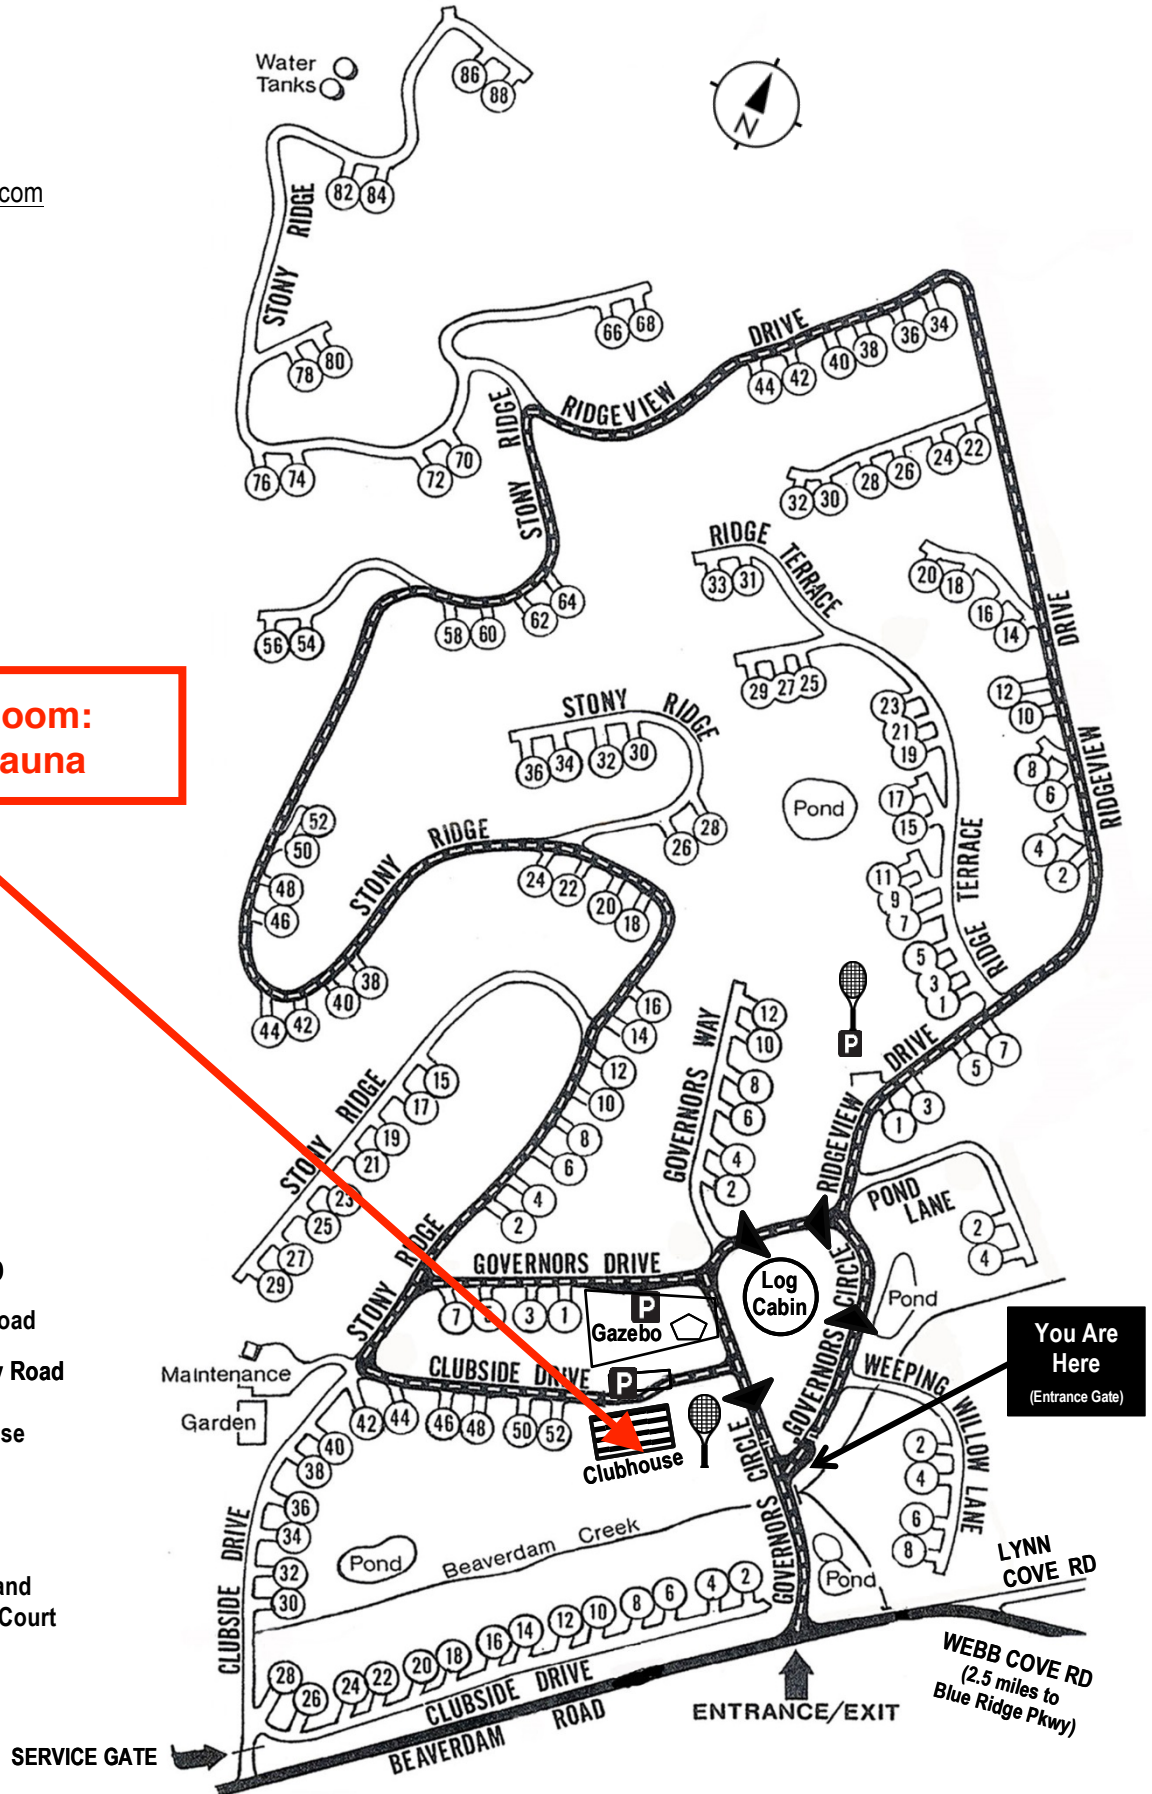 Water
Tanks
86
88
N
com
82
84
STONY RIDGE
66
68
DRIVE
34
36
38
40
42
44
78
80
RIDGEVIEW
STONY RIDGE
70
72
74
76
22
24
26
28
30
32
RIDGE TERRACE
33
31
20
18
16
14
DRIVE
64
62
60
58
56
54
29
27
25
12
10
23
21
19
8
6
RIDGEVIEW
oom:
auna
STONY RIDGE
36
34
32
30
28
26
Pond
17
15
4
2
52
50
48
46
STONY RIDGE
24
22
20
18
11
9
7
RIDGE TERRACE
5
3
1
44
42
40
38
16
14
12
10
8
6
4
2
GOVERNORS WAY
12
10
8
6
4
2
P
RIDGEVIEW DRIVE
7
5
3
1
STONY RIDGE
15
17
19
21
23
25
27
29
POND
LANE
2
4
STONY RIDGE
GOVERNORS DRIVE
7
5
3
1
P
Gazebo
Log
Cabin
GOVERNORS CIRCLE
Pond
oad
Road
se
and
Court
You Are
Here
(Entrance Gate)
Maintenance
Garden
CLUBSIDE DRIVE
P
42
44
46
48
50
52
Clubhouse
WEEPING WILLOW LANE
2
4
6
8
GOVERNORS CIRCLE
40
38
36
34
32
30
CLUBSIDE DRIVE
Pond
Beaverdam Creek
Pond
LYNN
COVE RD
28
26
24
22
20
18
16
14
12
10
8
6
4
2
CLUBSIDE DRIVE
BEAVERDAM ROAD
ENTRANCE/EXIT
WEBB COVE RD
(2.5 miles to
Blue Ridge Pkwy)
SERVICE GATE